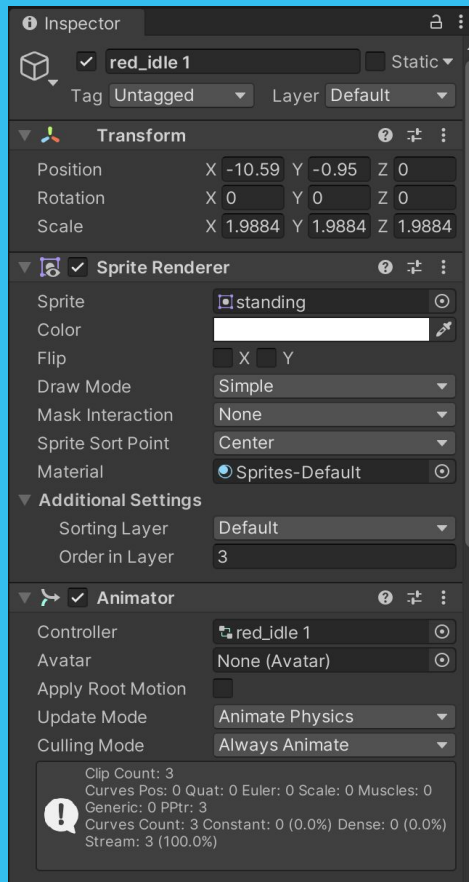 Inspector
red_idle 1 Static
Tag Untagged Layer Default
Transform
Position X -10.59 Y -0.95 Z 0
Rotation X 0 Y 0 Z 0
Scale X 1.9884 Y 1.9884 Z 1.9884
Sprite Renderer
Sprite standing
Color
Flip X Y
Draw Mode Simple
Mask Interaction None
Sprite Sort Point Center
Material Sprites-Default
Additional Settings
Sorting Layer Default
Order in Layer 3
Animator
Controller red_idle 1
Avatar None (Avatar)
Apply Root Motion
Update Mode Animate Physics
Culling Mode Always Animate
Clip Count: 3
Curves Pos: 0 Quat: 0 Euler: 0 Scale: 0 Muscles: 0
Generic: 0 PPtr: 3
Curves Count: 3 Constant: 0 (0.0%) Dense: 0 (0.0%)
Stream: 3 (100.0%)